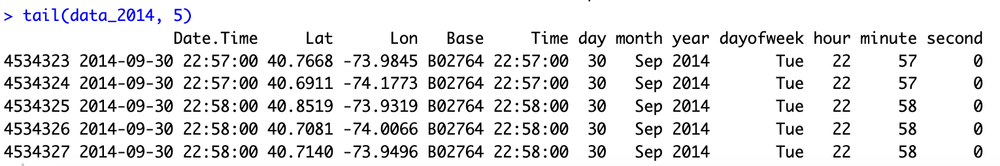 > tail(data_2014, 5)
Date.Time Lat Lon Base Time day month year dayofweek hour minute second
4534323 2014-09-30 22:57:00 40.7668 -73.9845 B02764 22:57:00 30 Sep 2014 Tue 22 57 0
4534324 2014-09-30 22:57:00 40.6911 -74.1773 B02764 22:57:00 30 Sep 2014 Tue 22 57 0
4534325 2014-09-30 22:58:00 40.8519 -73.9319 B02764 22:58:00 30 Sep 2014 Tue 22 58 0
4534326 2014-09-30 22:58:00 40.7081 -74.0066 B02764 22:58:00 30 Sep 2014 Tue 22 58 0
4534327 2014-09-30 22:58:00 40.7140 -73.9496 B02764 22:58:00 30 Sep 2014 Tue 22 58 0